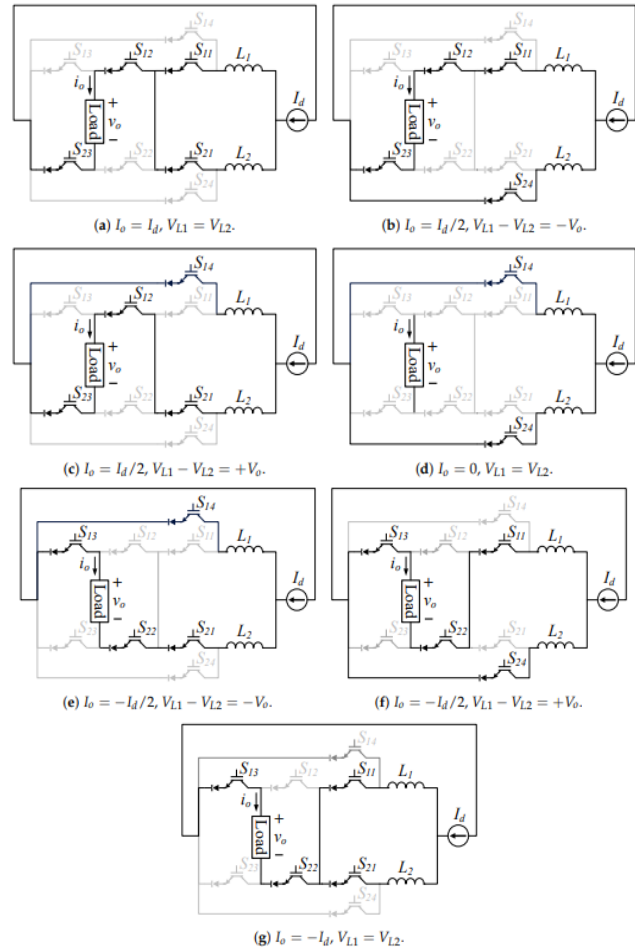 S14
S13 S12 S11 L1
io Load + vo − Id
S23 S22 S21 L2
S24
(a) Io = Id, VL1 = VL2.
S14
S13 S12 S11 L1
io Load + vo − Id
S23 S22 S21 L2
S24
(b) Io = Id/2, VL1 − VL2 = −Vo.
S14
S13 S12 S11 L1
io Load + vo − Id
S23 S22 S21 L2
S24
(c) Io = Id/2, VL1 − VL2 = +Vo.
S14
S13 S12 S11 L1
io Load + vo − Id
S23 S22 S21 L2
S24
(d) Io = 0, VL1 = VL2.
S14
S13 S12 S11 L1
io Load + vo − Id
S23 S22 S21 L2
S24
(e) Io = −Id/2, VL1 − VL2 = −Vo.
S14
S13 S12 S11 L1
io Load + vo − Id
S23 S22 S21 L2
S24
(f) Io = −Id/2, VL1 − VL2 = +Vo.
S14
S13 S12 S11 L1
io Load + vo − Id
S23 S22 S21 L2
S24
(g) Io = −Id, VL1 = VL2.